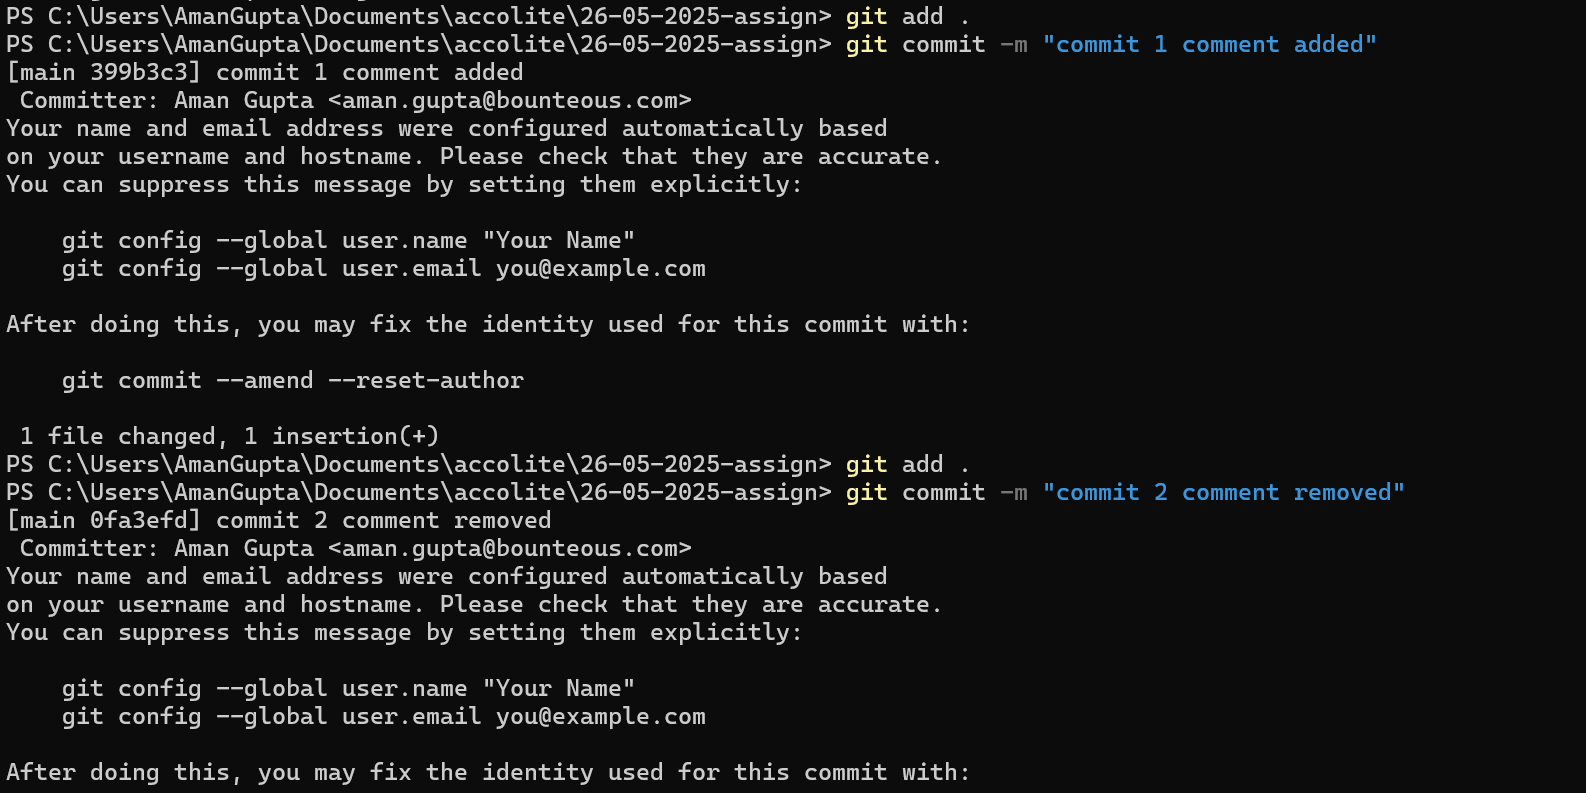 PS C:\Users\AmanGupta\Documents\accolite\26-05-2025-assign> git add .
PS C:\Users\AmanGupta\Documents\accolite\26-05-2025-assign> git commit -m "commit 1 comment added"
[main 399b3c3] commit 1 comment added
 Committer: Aman Gupta <aman.gupta@bounteous.com>
Your name and email address were configured automatically based
on your username and hostname. Please check that they are accurate.
You can suppress this message by setting them explicitly:

    git config --global user.name "Your Name"
    git config --global user.email you@example.com

After doing this, you may fix the identity used for this commit with:

    git commit --amend --reset-author

 1 file changed, 1 insertion(+)
PS C:\Users\AmanGupta\Documents\accolite\26-05-2025-assign> git add .
PS C:\Users\AmanGupta\Documents\accolite\26-05-2025-assign> git commit -m "commit 2 comment removed"
[main 0fa3efd] commit 2 comment removed
 Committer: Aman Gupta <aman.gupta@bounteous.com>
Your name and email address were configured automatically based
on your username and hostname. Please check that they are accurate.
You can suppress this message by setting them explicitly:

    git config --global user.name "Your Name"
    git config --global user.email you@example.com

After doing this, you may fix the identity used for this commit with: